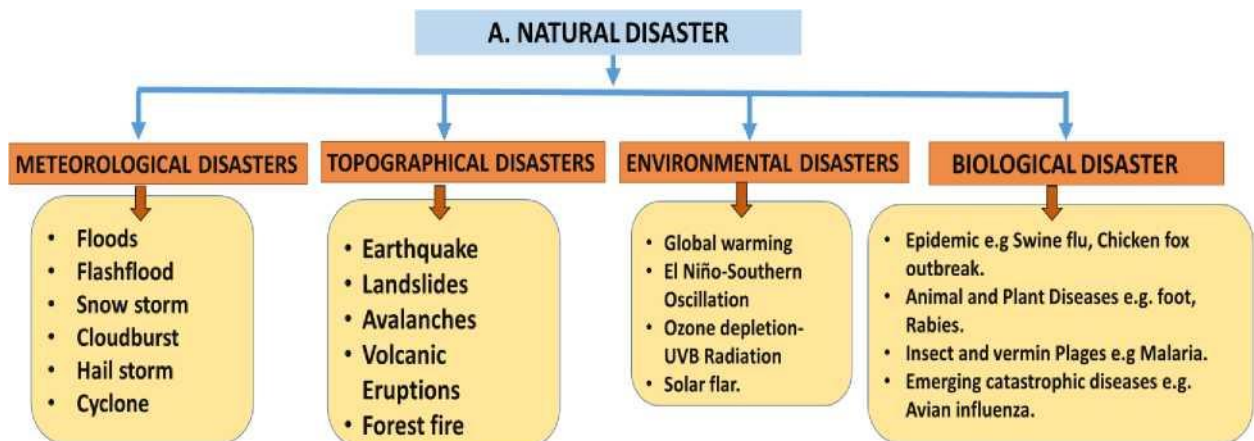 A. NATURAL DISASTER
METEOROLOGICAL DISASTERS
• Floods
• Flashflood
• Snow storm
• Cloudburst
• Hail storm
• Cyclone
TOPOGRAPHICAL DISASTERS
• Earthquake
• Landslides
• Avalanches
• Volcanic
Eruptions
• Forest fire
ENVIRONMENTAL DISASTERS
• Global warming
• El Niño-Southern
Oscillation
• Ozone depletion-
UVB Radiation
• Solar flar.
BIOLOGICAL DISASTER
• Epidemic e.g Swine flu, Chicken fox
outbreak.
• Animal and Plant Diseases e.g. foot,
Rabies.
• Insect and vermin Plages e.g Malaria.
• Emerging catastrophic diseases e.g.
Avian influenza.